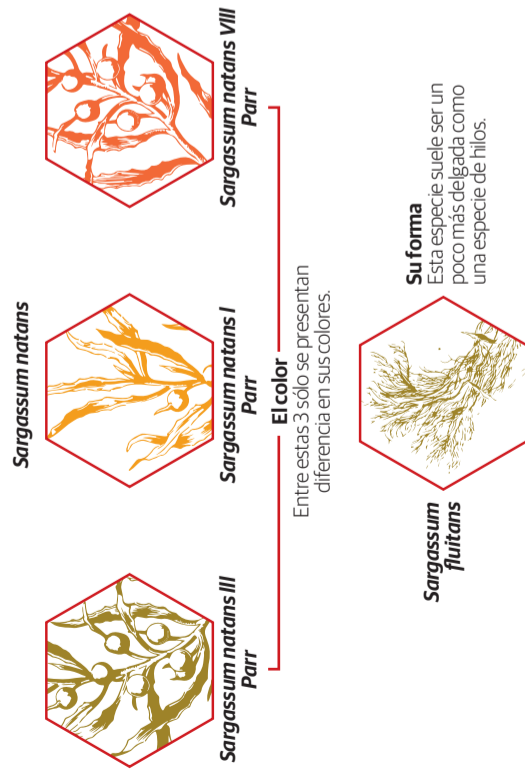 Sargassum natans
Sargassum natans III
Parr
Sargassum natans I
Parr
Sargassum natans VIII
Parr
El color
Entre estas 3 sólo se presentan
diferencia en sus colores.
Sargassum
fluitans
Su forma
Esta especie suele ser un
poco más delgada como
una especie de hilos.